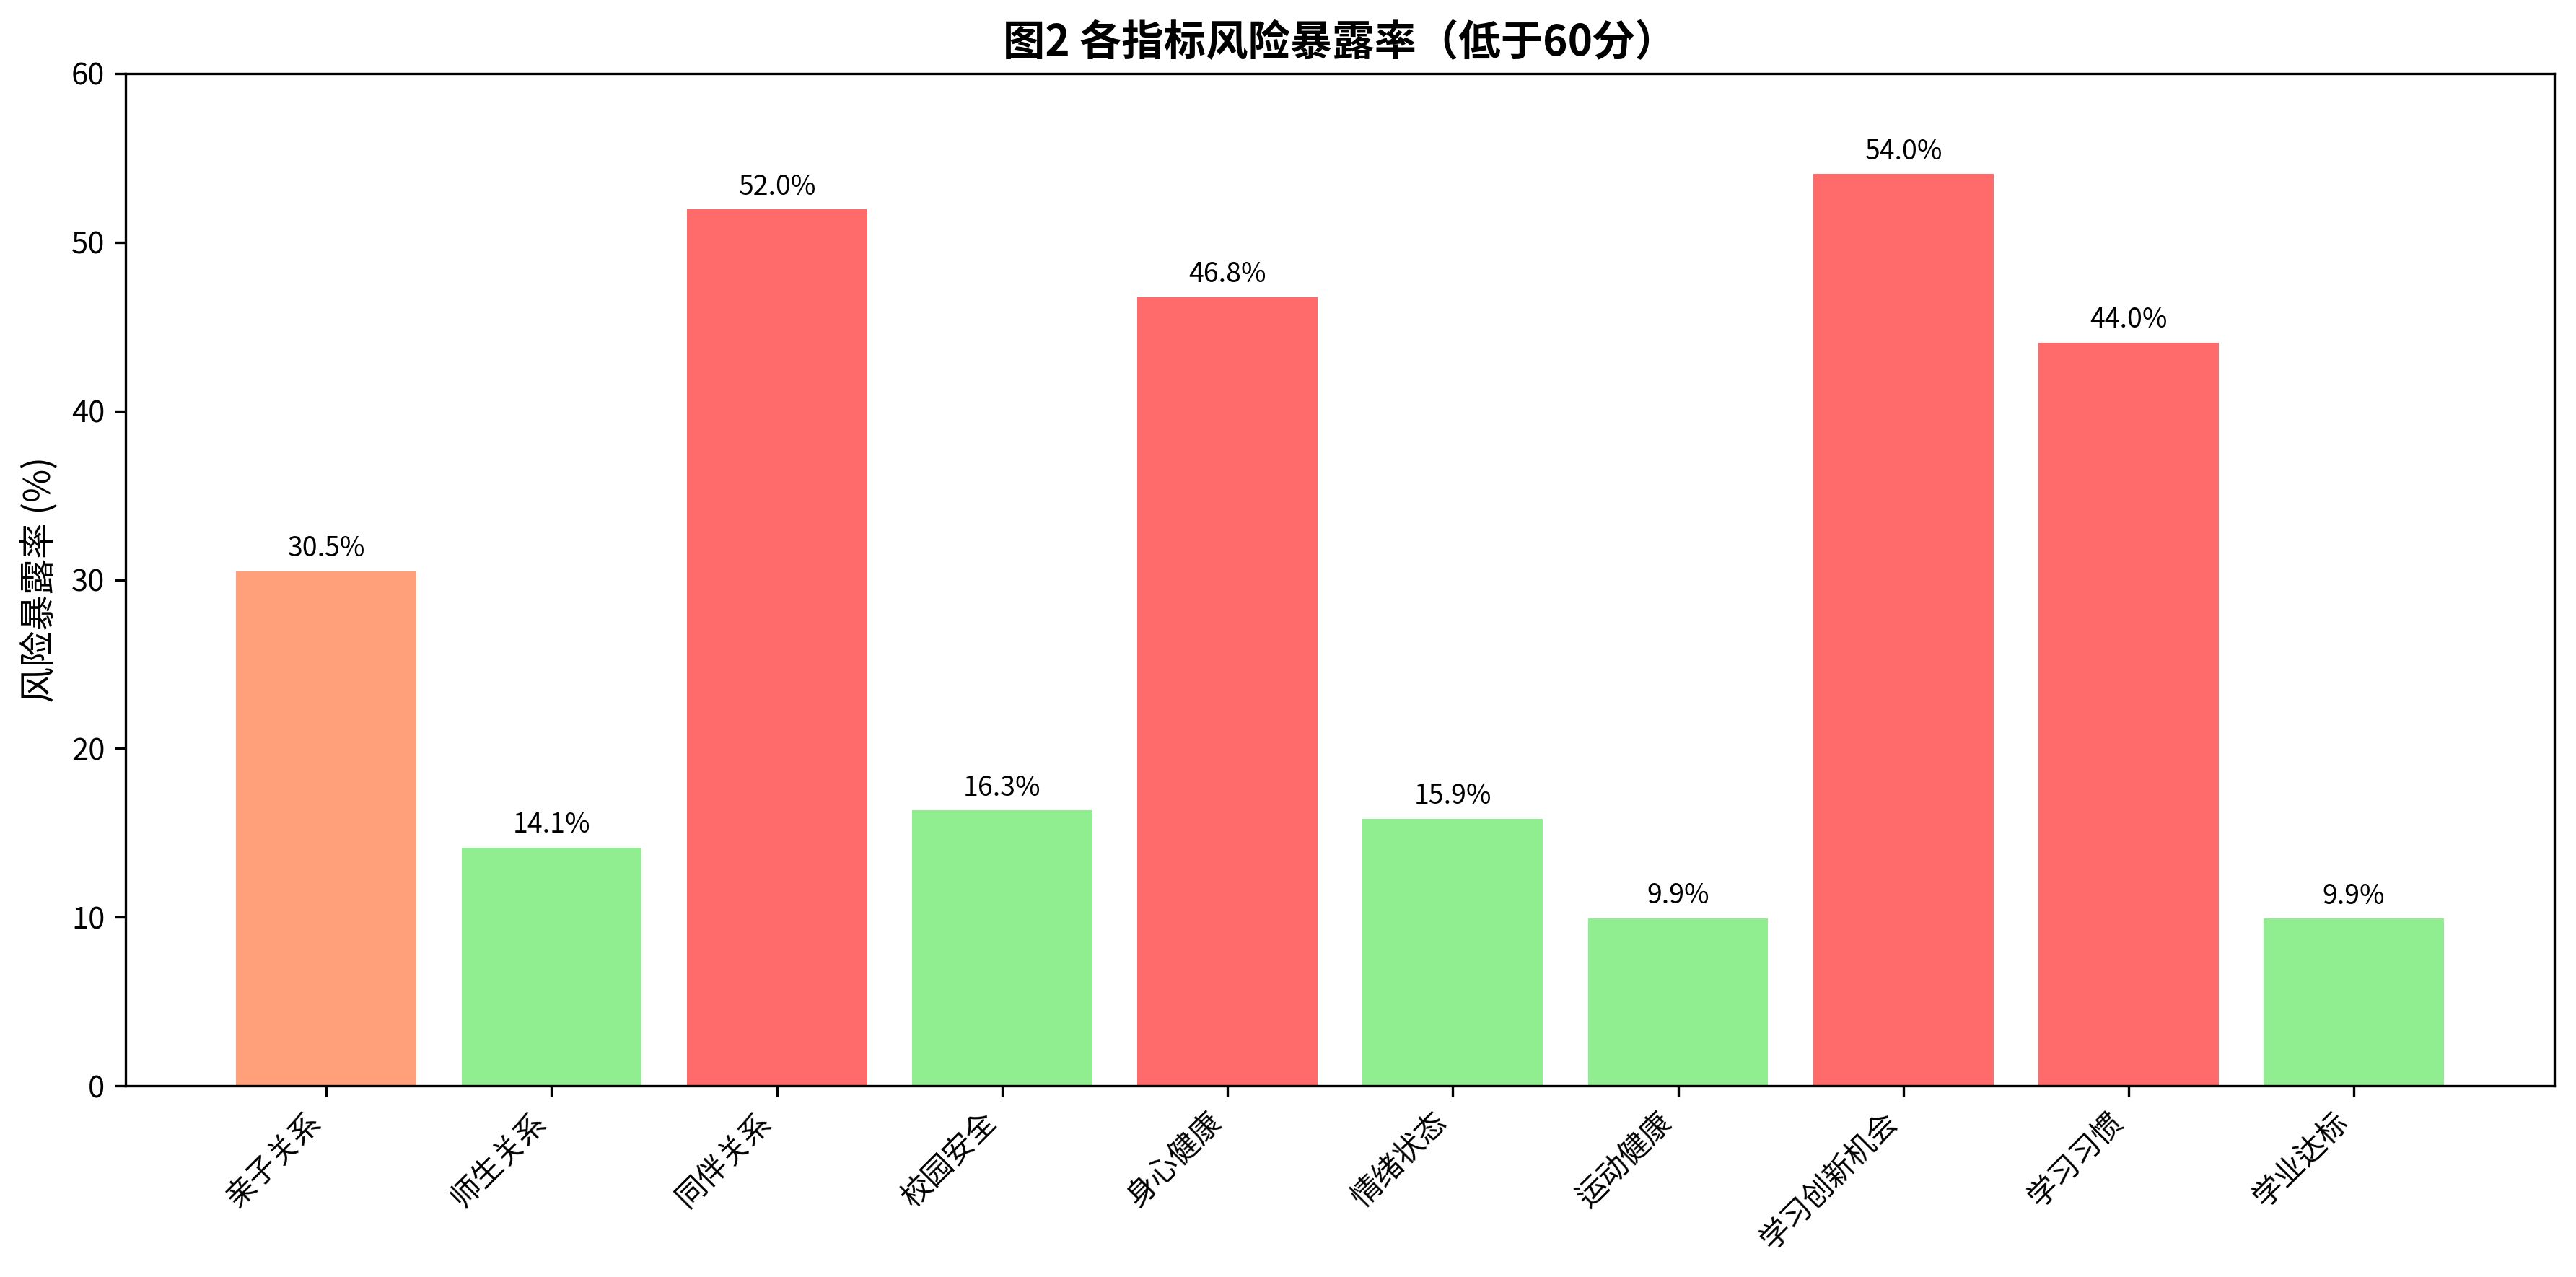 图2 各指标风险暴露率（低于60分）
风险暴露率 (%)
60
50
40
30
20
10
0
30.5%
14.1%
52.0%
16.3%
46.8%
15.9%
9.9%
54.0%
44.0%
9.9%
亲子关系
师生关系
同伴关系
校园安全
身心健康
情绪状态
运动健康
学习创新机会
学习习惯
学业达标